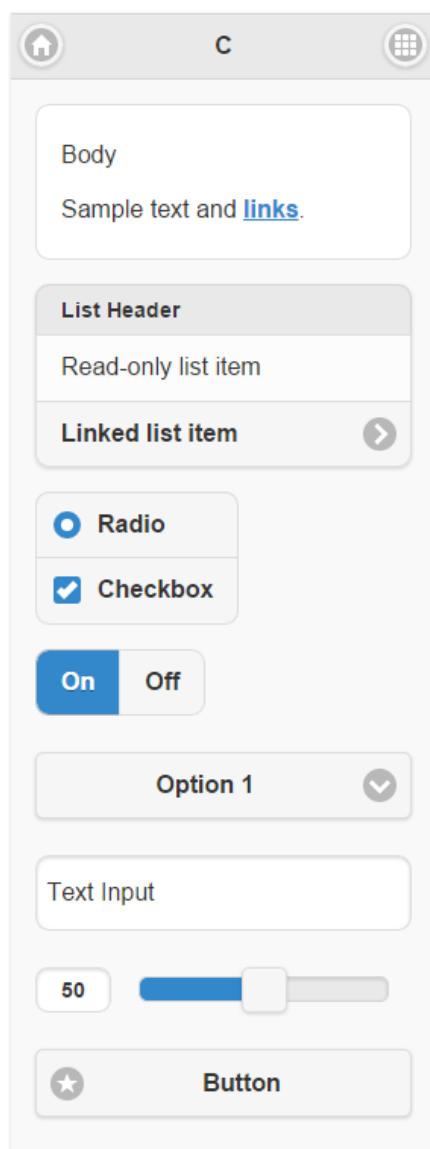 C
Body
Sample text and links.
List Header
Read-only list item
Linked list item
Radio
Checkbox
On Off
Option 1
Text Input
50
Button